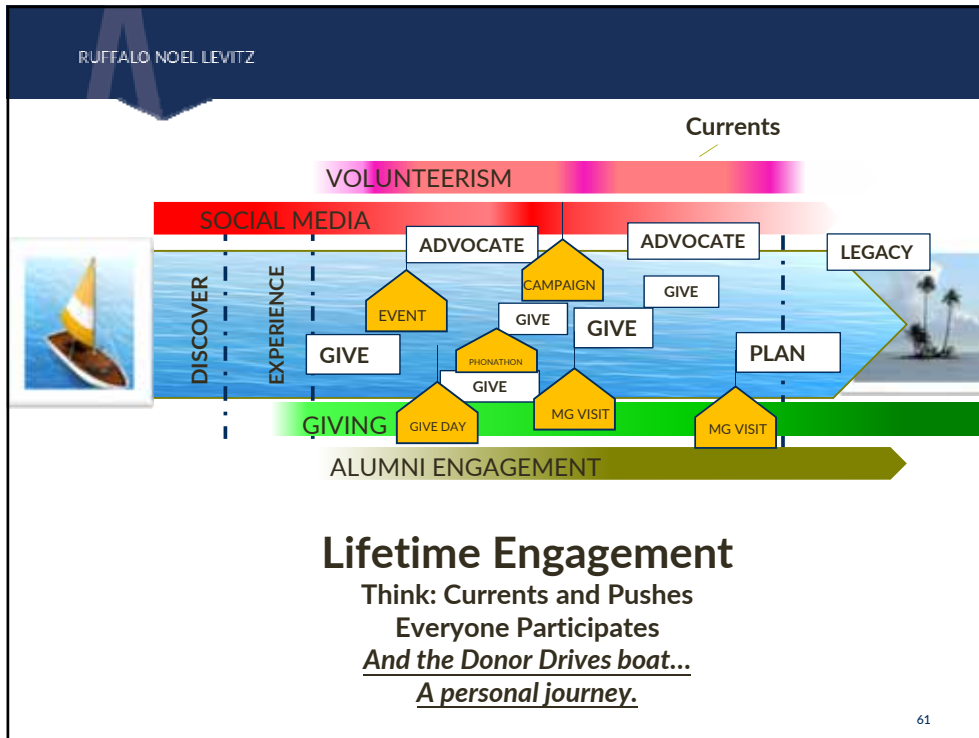 RUFFALO NOEL LEVITZ
Currents
VOLUNTEERISM
SOCIAL MEDIA
ADVOCATE
ADVOCATE
LEGACY
DISCOVER
EXPERIENCE
CAMPAIGN
GIVE
EVENT
GIVE
GIVE
GIVE
PHONATHON
PLAN
GIVE
GIVING
GIVE DAY
MG VISIT
MG VISIT
ALUMNI ENGAGEMENT
Lifetime Engagement
Think: Currents and Pushes
Everyone Participates
And the Donor Drives boat...
A personal journey.
61